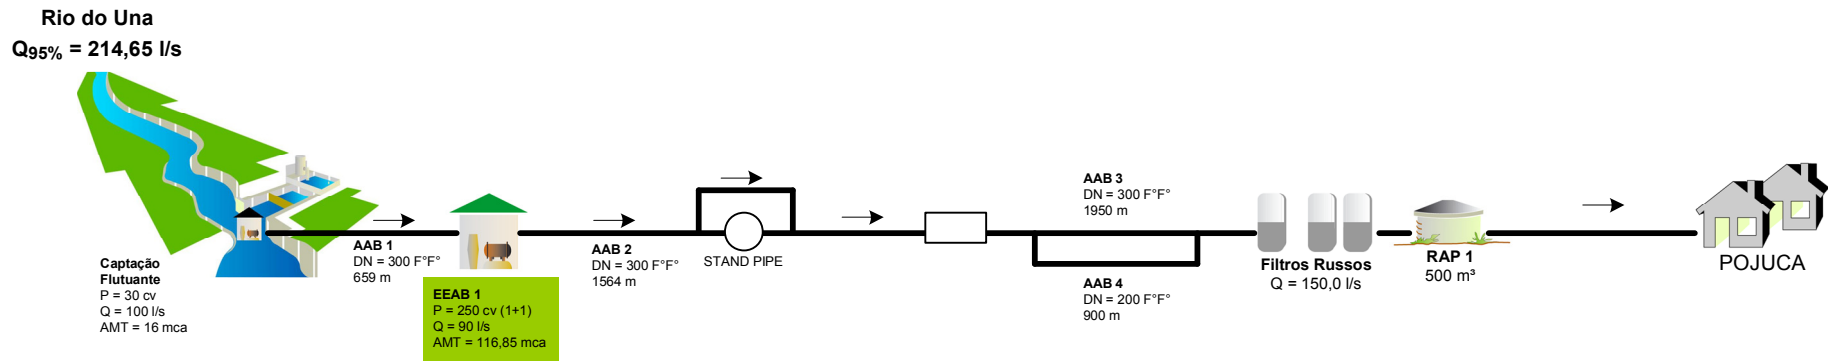 Rio do Una
Q95% = 214,65 l/s
Captação
Flutuante
P = 30 cv
Q = 100 l/s
AMT = 16 mca
AAB 1
DN = 300 F°F°
659 m
EEAB 1
P = 250 cv (1+1)
Q = 90 l/s
AMT = 116,85 mca
AAB 2
DN = 300 F°F°
1564 m
STAND PIPE
AAB 3
DN = 300 F°F°
1950 m
AAB 4
DN = 200 F°F°
900 m
Filtros Russos
Q = 150,0 l/s
RAP 1
500 m³
POJUCA